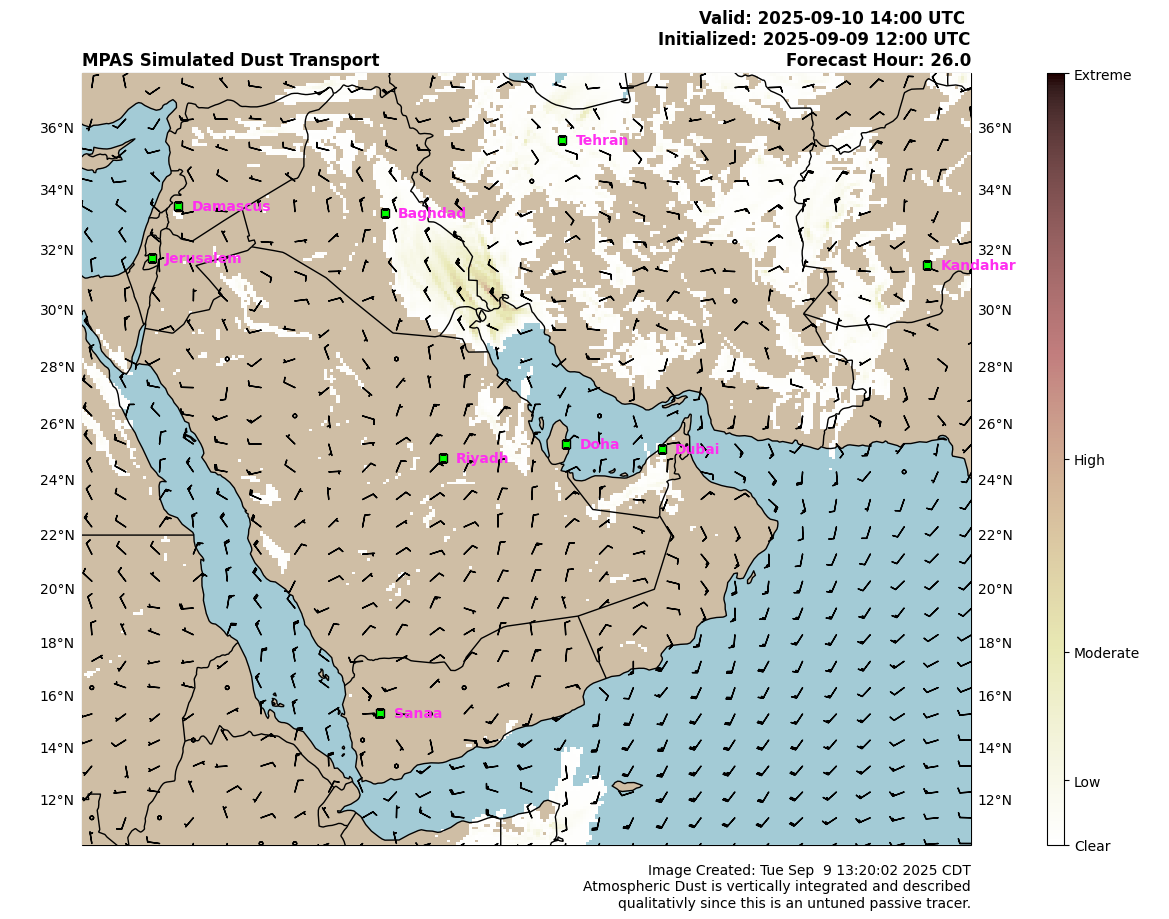 Valid: 2025-09-10 14:00 UTC
Initialized: 2025-09-09 12:00 UTC
MPAS Simulated Dust Transport
Forecast Hour: 26.0
Extreme
36°N
36°N
Tehran
34°N
34°N
Damascus
Baghdad
32°N
32°N
Jerusalem
Kandahar
30°N
30°N
28°N
28°N
26°N
26°N
Doha
Dubai
Riyadh
High
24°N
24°N
22°N
22°N
20°N
20°N
18°N
18°N
Moderate
16°N
16°N
Sanaa
14°N
14°N
Low
12°N
12°N
Clear
Image Created: Tue Sep  9 13:20:02 2025 CDT
Atmospheric Dust is vertically integrated and described
qualitativly since this is an untuned passive tracer.